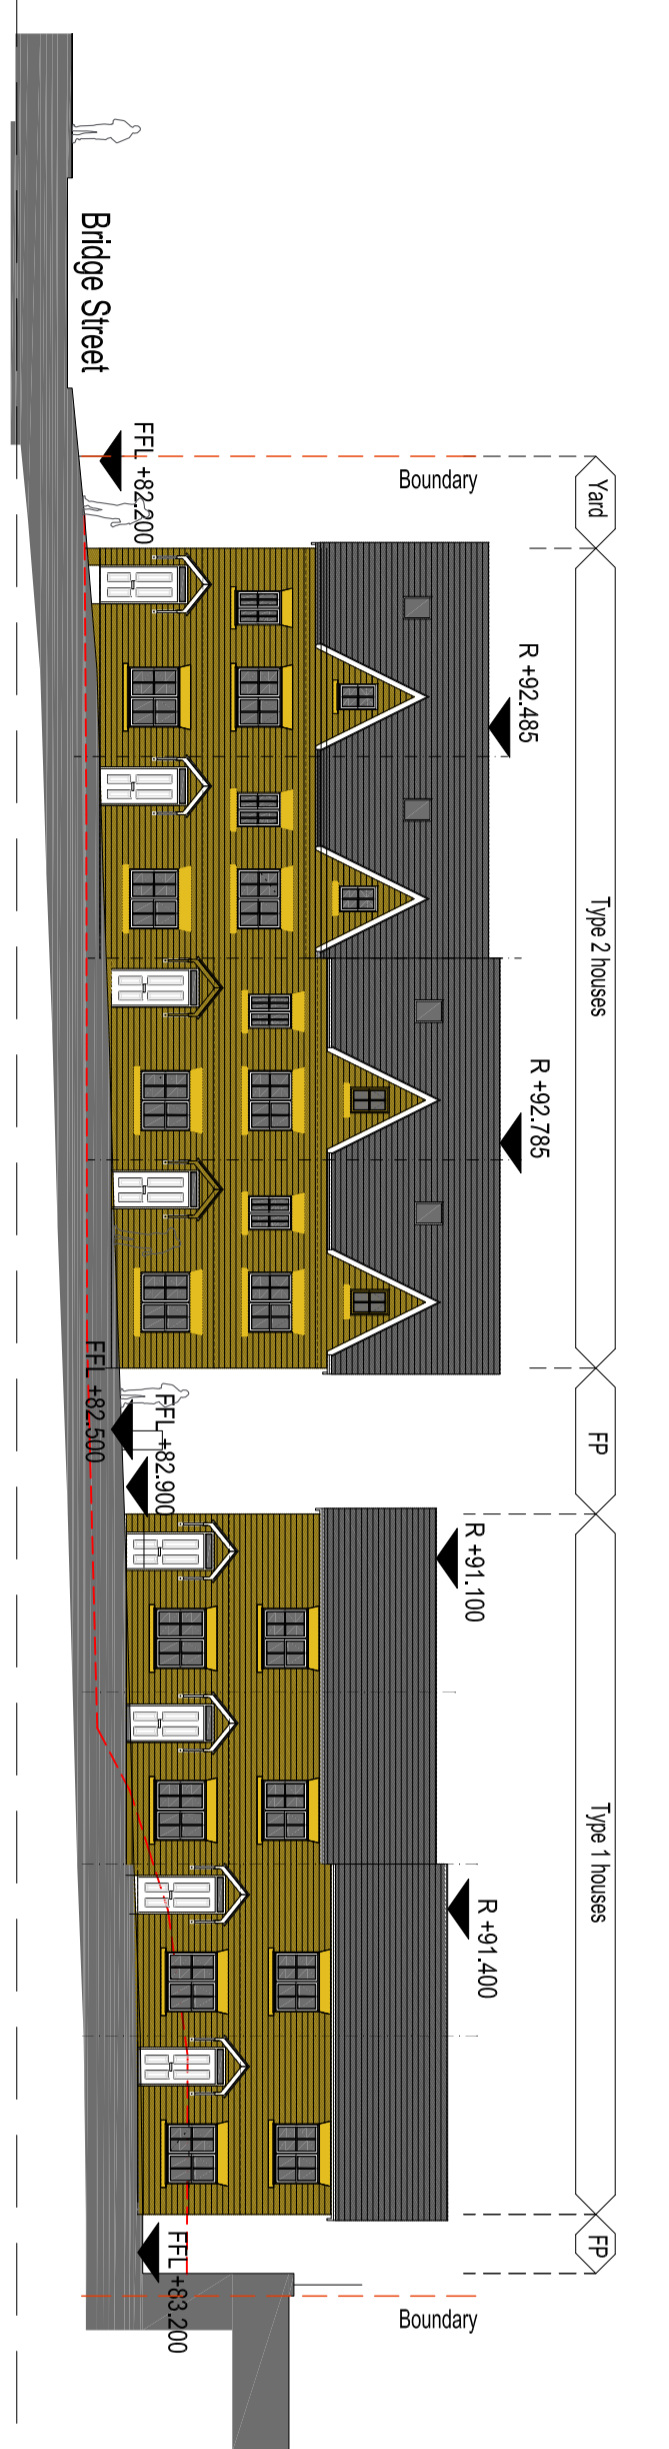 Yard
Type 2 houses
FP
Type 1 houses
FP
Boundary
R +92.485
R +92.785
R +91.100
R +91.400
Boundary
Bridge Street
FFL +82.200
FFL +82.500
FFL +82.900
FFL +83.200